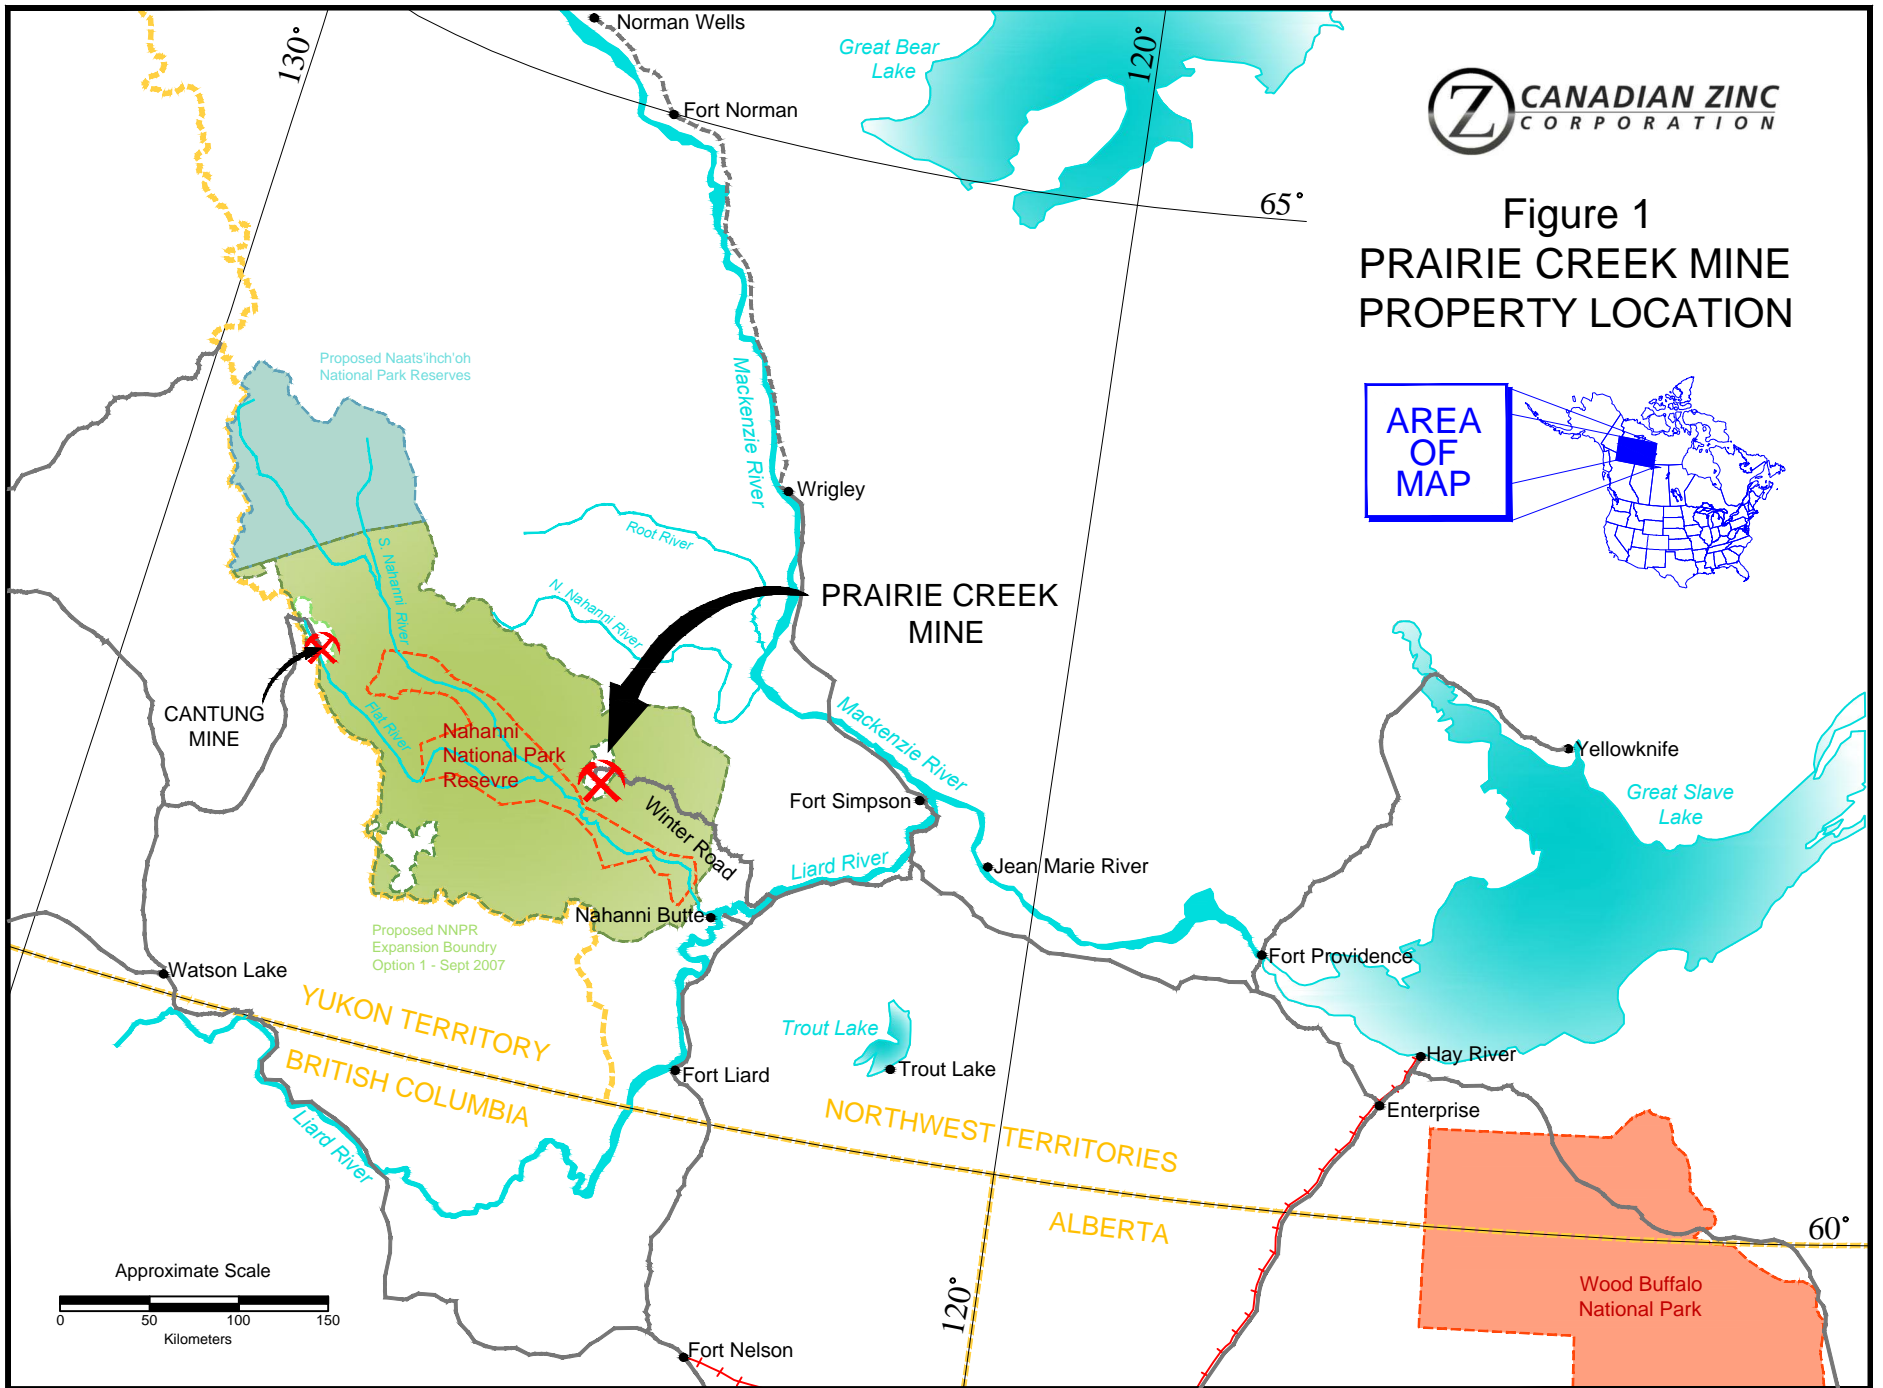 Norman Wells
Great Bear
Lake
130°
120°
Fort Norman
Z
CANADIAN ZINC
CORPORATION
65°
Figure 1
PRAIRIE CREEK MINE
PROPERTY LOCATION
Proposed Naats'ihch'oh
National Park Reserves
Mackenzie River
AREA
OF
MAP
Wrigley
Root River
S. Nahanni River
N. Nahanni River
PRAIRIE CREEK
MINE
CANTUNG
MINE
Flat River
Nahanni
National Park
Resevre
Mackenzie River
Yellowknife
Great Slave
Lake
Fort Simpson
Winter Road
Liard River
Jean Marie River
Nahanni Butte
Proposed NNPR
Expansion Boundry
Option 1 - Sept 2007
Fort Providence
Watson Lake
YUKON TERRITORY
BRITISH COLUMBIA
Trout Lake
Trout Lake
Fort Liard
Hay River
Enterprise
NORTHWEST TERRITORIES
ALBERTA
Liard River
60°
Approximate Scale
0 50 100 150
Kilometers
120°
Wood Buffalo
National Park
Fort Nelson